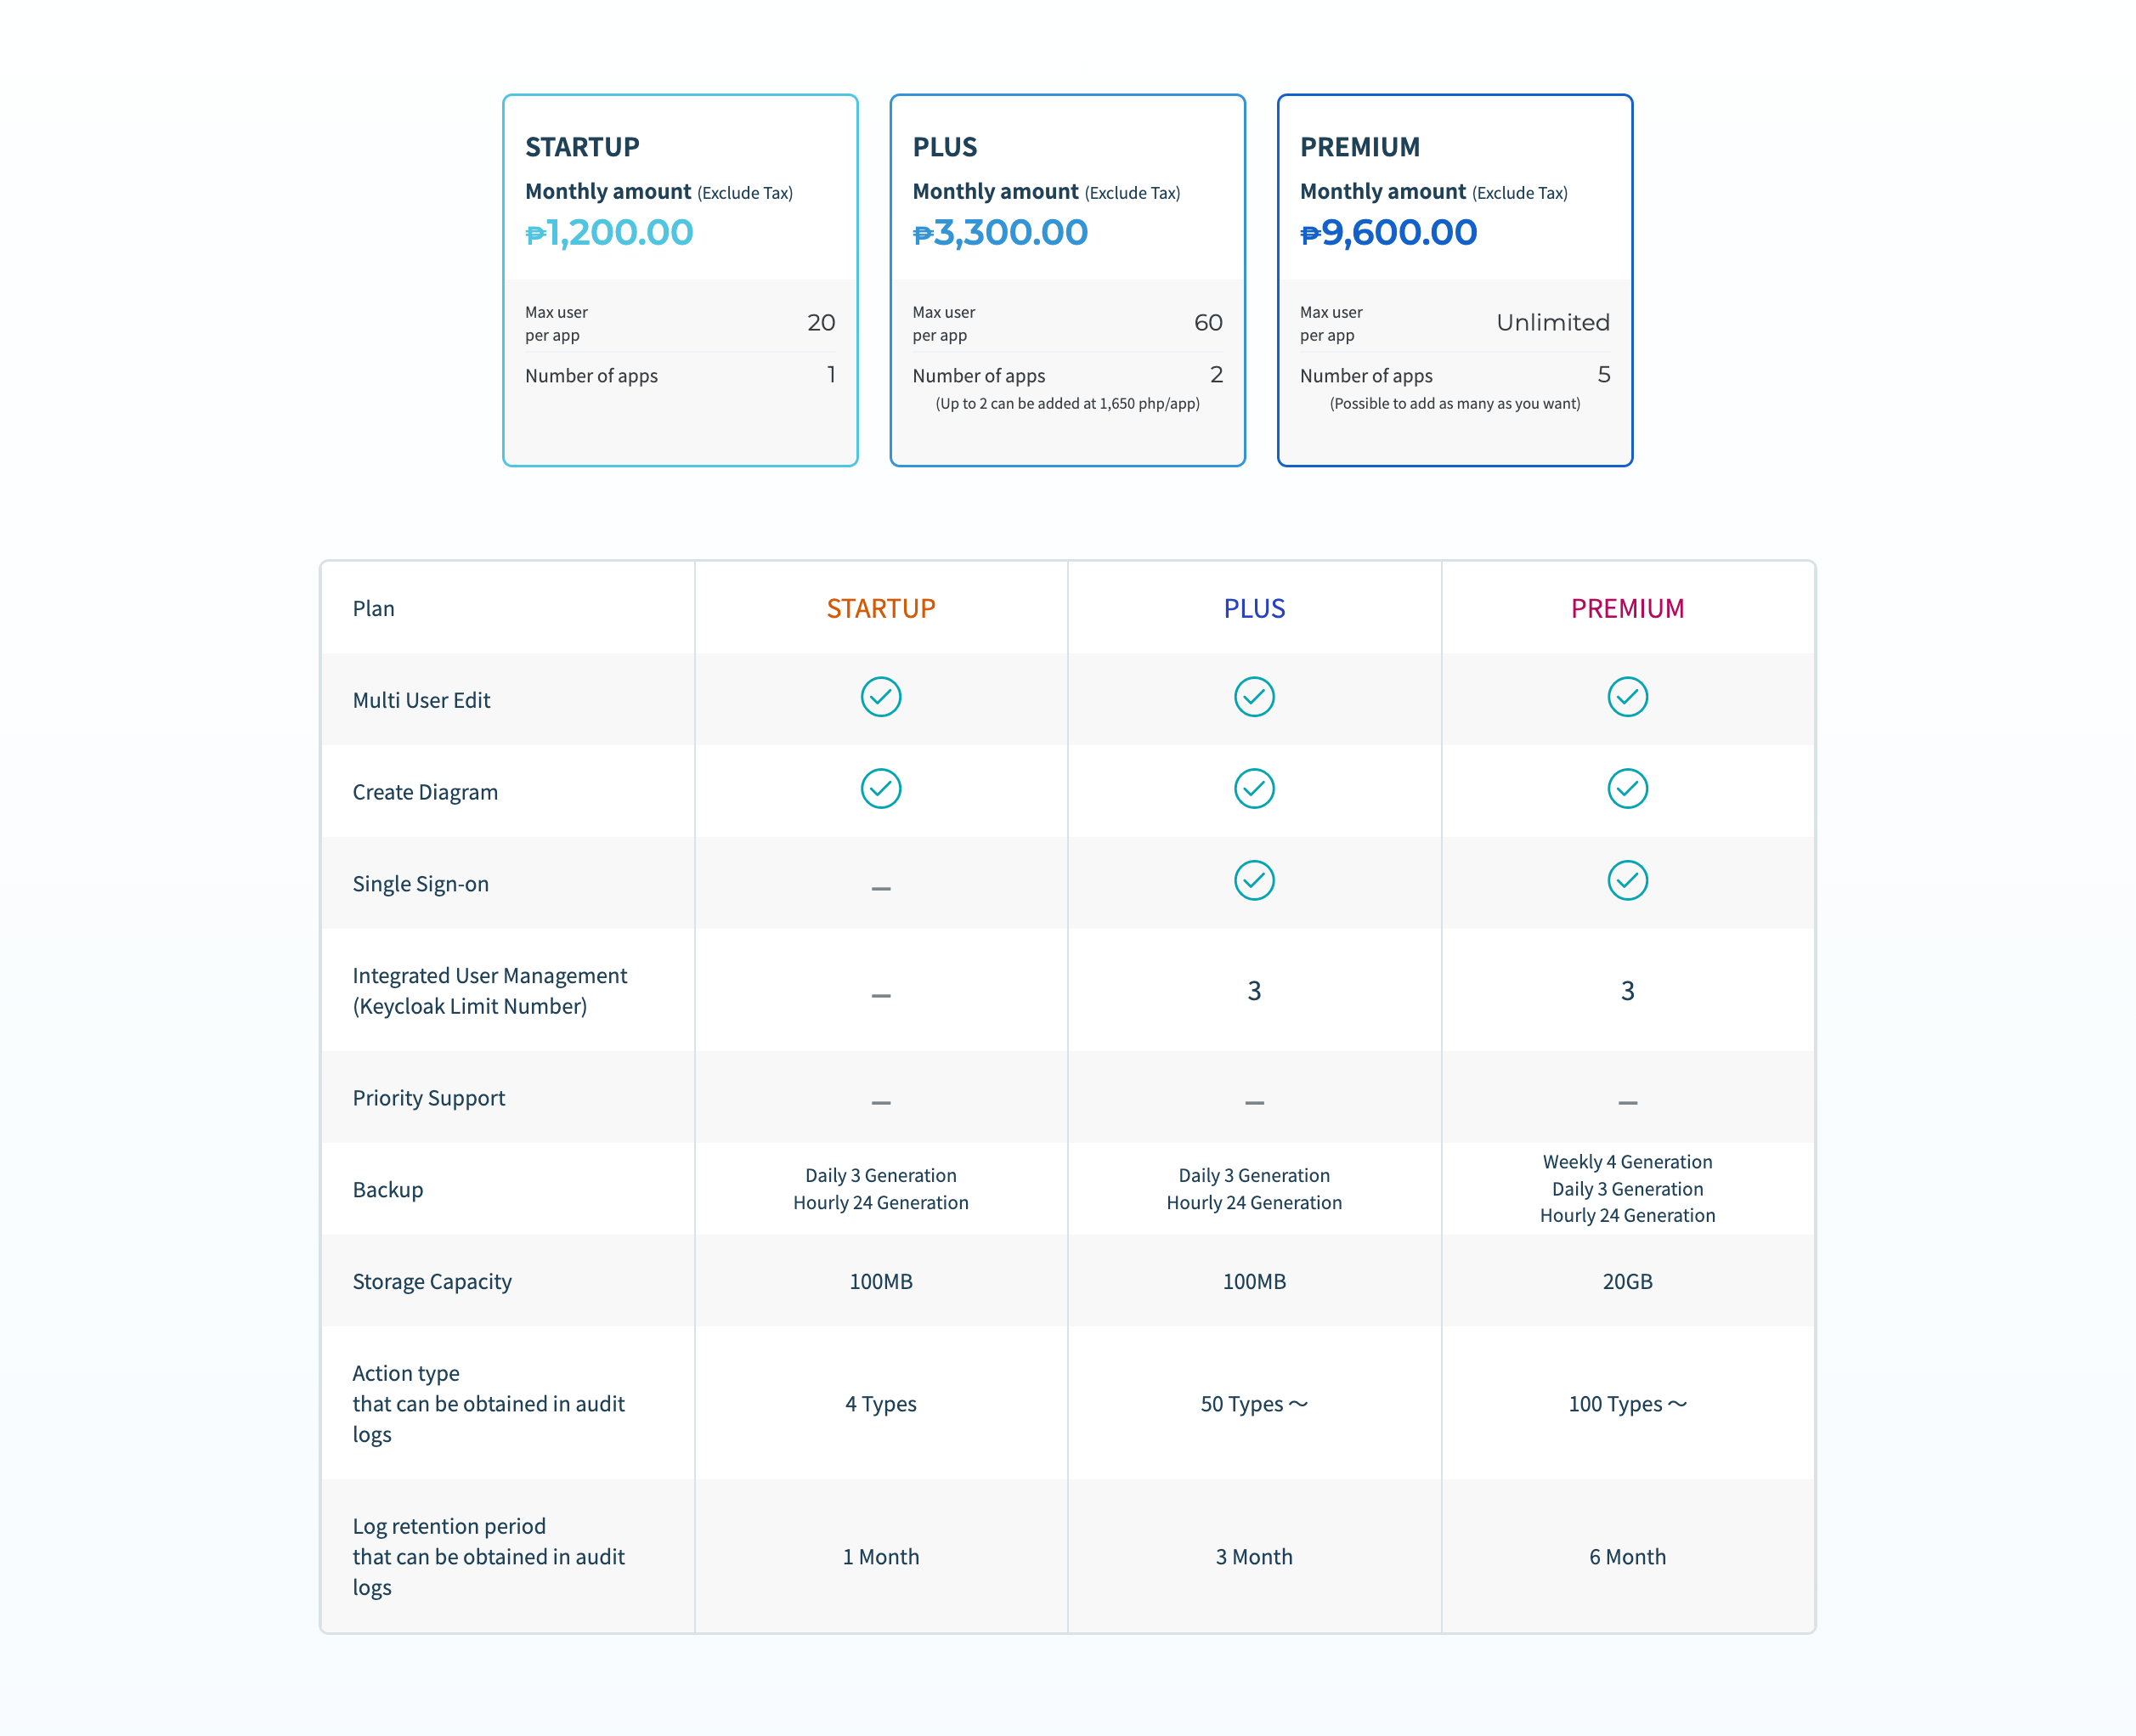 STARTUP
Monthly amount (Exclude Tax)
₱1,200.00
Max user
per app
20
Number of apps
1
PLUS
Monthly amount (Exclude Tax)
₱3,300.00
Max user
per app
60
Number of apps
2
(Up to 2 can be added at 1,650 php/app)
PREMIUM
Monthly amount (Exclude Tax)
₱9,600.00
Max user
per app
Unlimited
Number of apps
5
(Possible to add as many as you want)
Plan
STARTUP
PLUS
PREMIUM
Multi User Edit
Create Diagram
Single Sign-on
–
Integrated User Management
(Keycloak Limit Number)
–
3
3
Priority Support
–
–
–
Backup
Daily 3 Generation
Hourly 24 Generation
Daily 3 Generation
Hourly 24 Generation
Weekly 4 Generation
Daily 3 Generation
Hourly 24 Generation
Storage Capacity
100MB
100MB
20GB
Action type
that can be obtained in audit
logs
4 Types
50 Types ～
100 Types ～
Log retention period
that can be obtained in audit
logs
1 Month
3 Month
6 Month